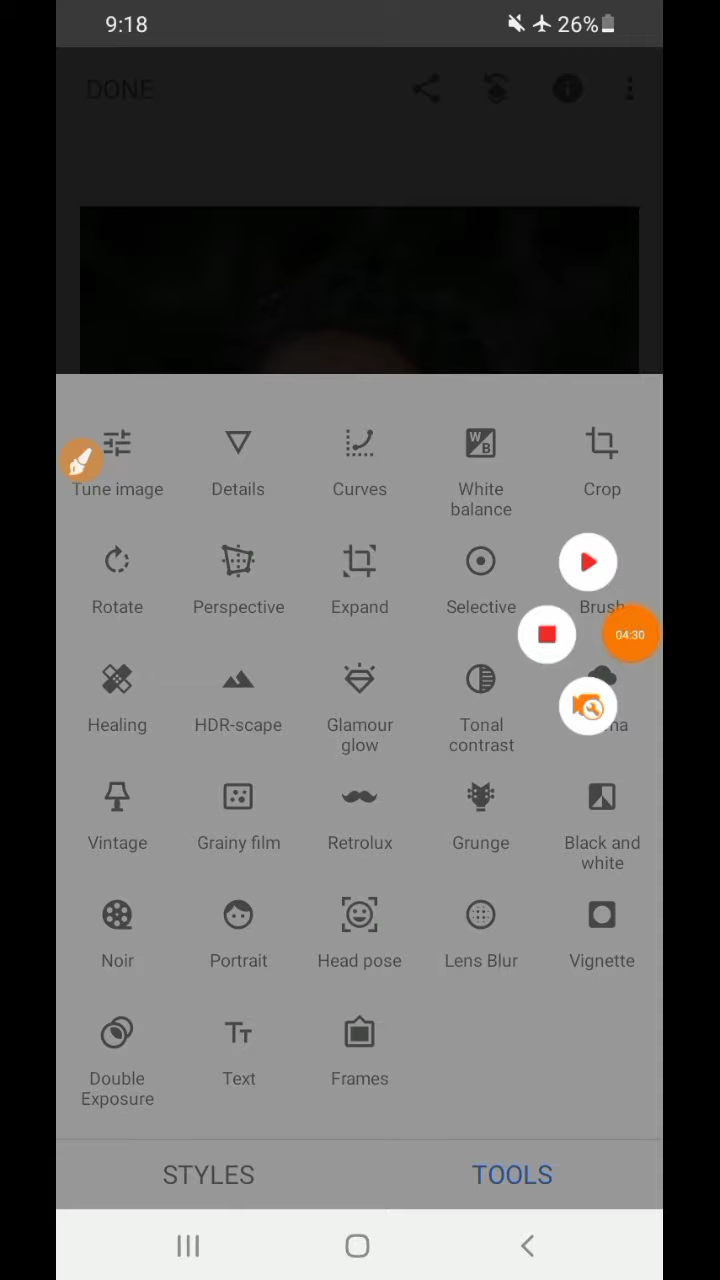 9:18
26%
DONE
Tune image
Details
Curves
White
balance
Crop
Rotate
Perspective
Expand
Selective
Brush
04:30
Healing
HDR-scape
Glamour
glow
Tonal
contrast
Vintage
Grainy film
Retrolux
Grunge
Black and
white
Noir
Portrait
Head pose
Lens Blur
Vignette
Double
Exposure
Text
Frames
STYLES
TOOLS